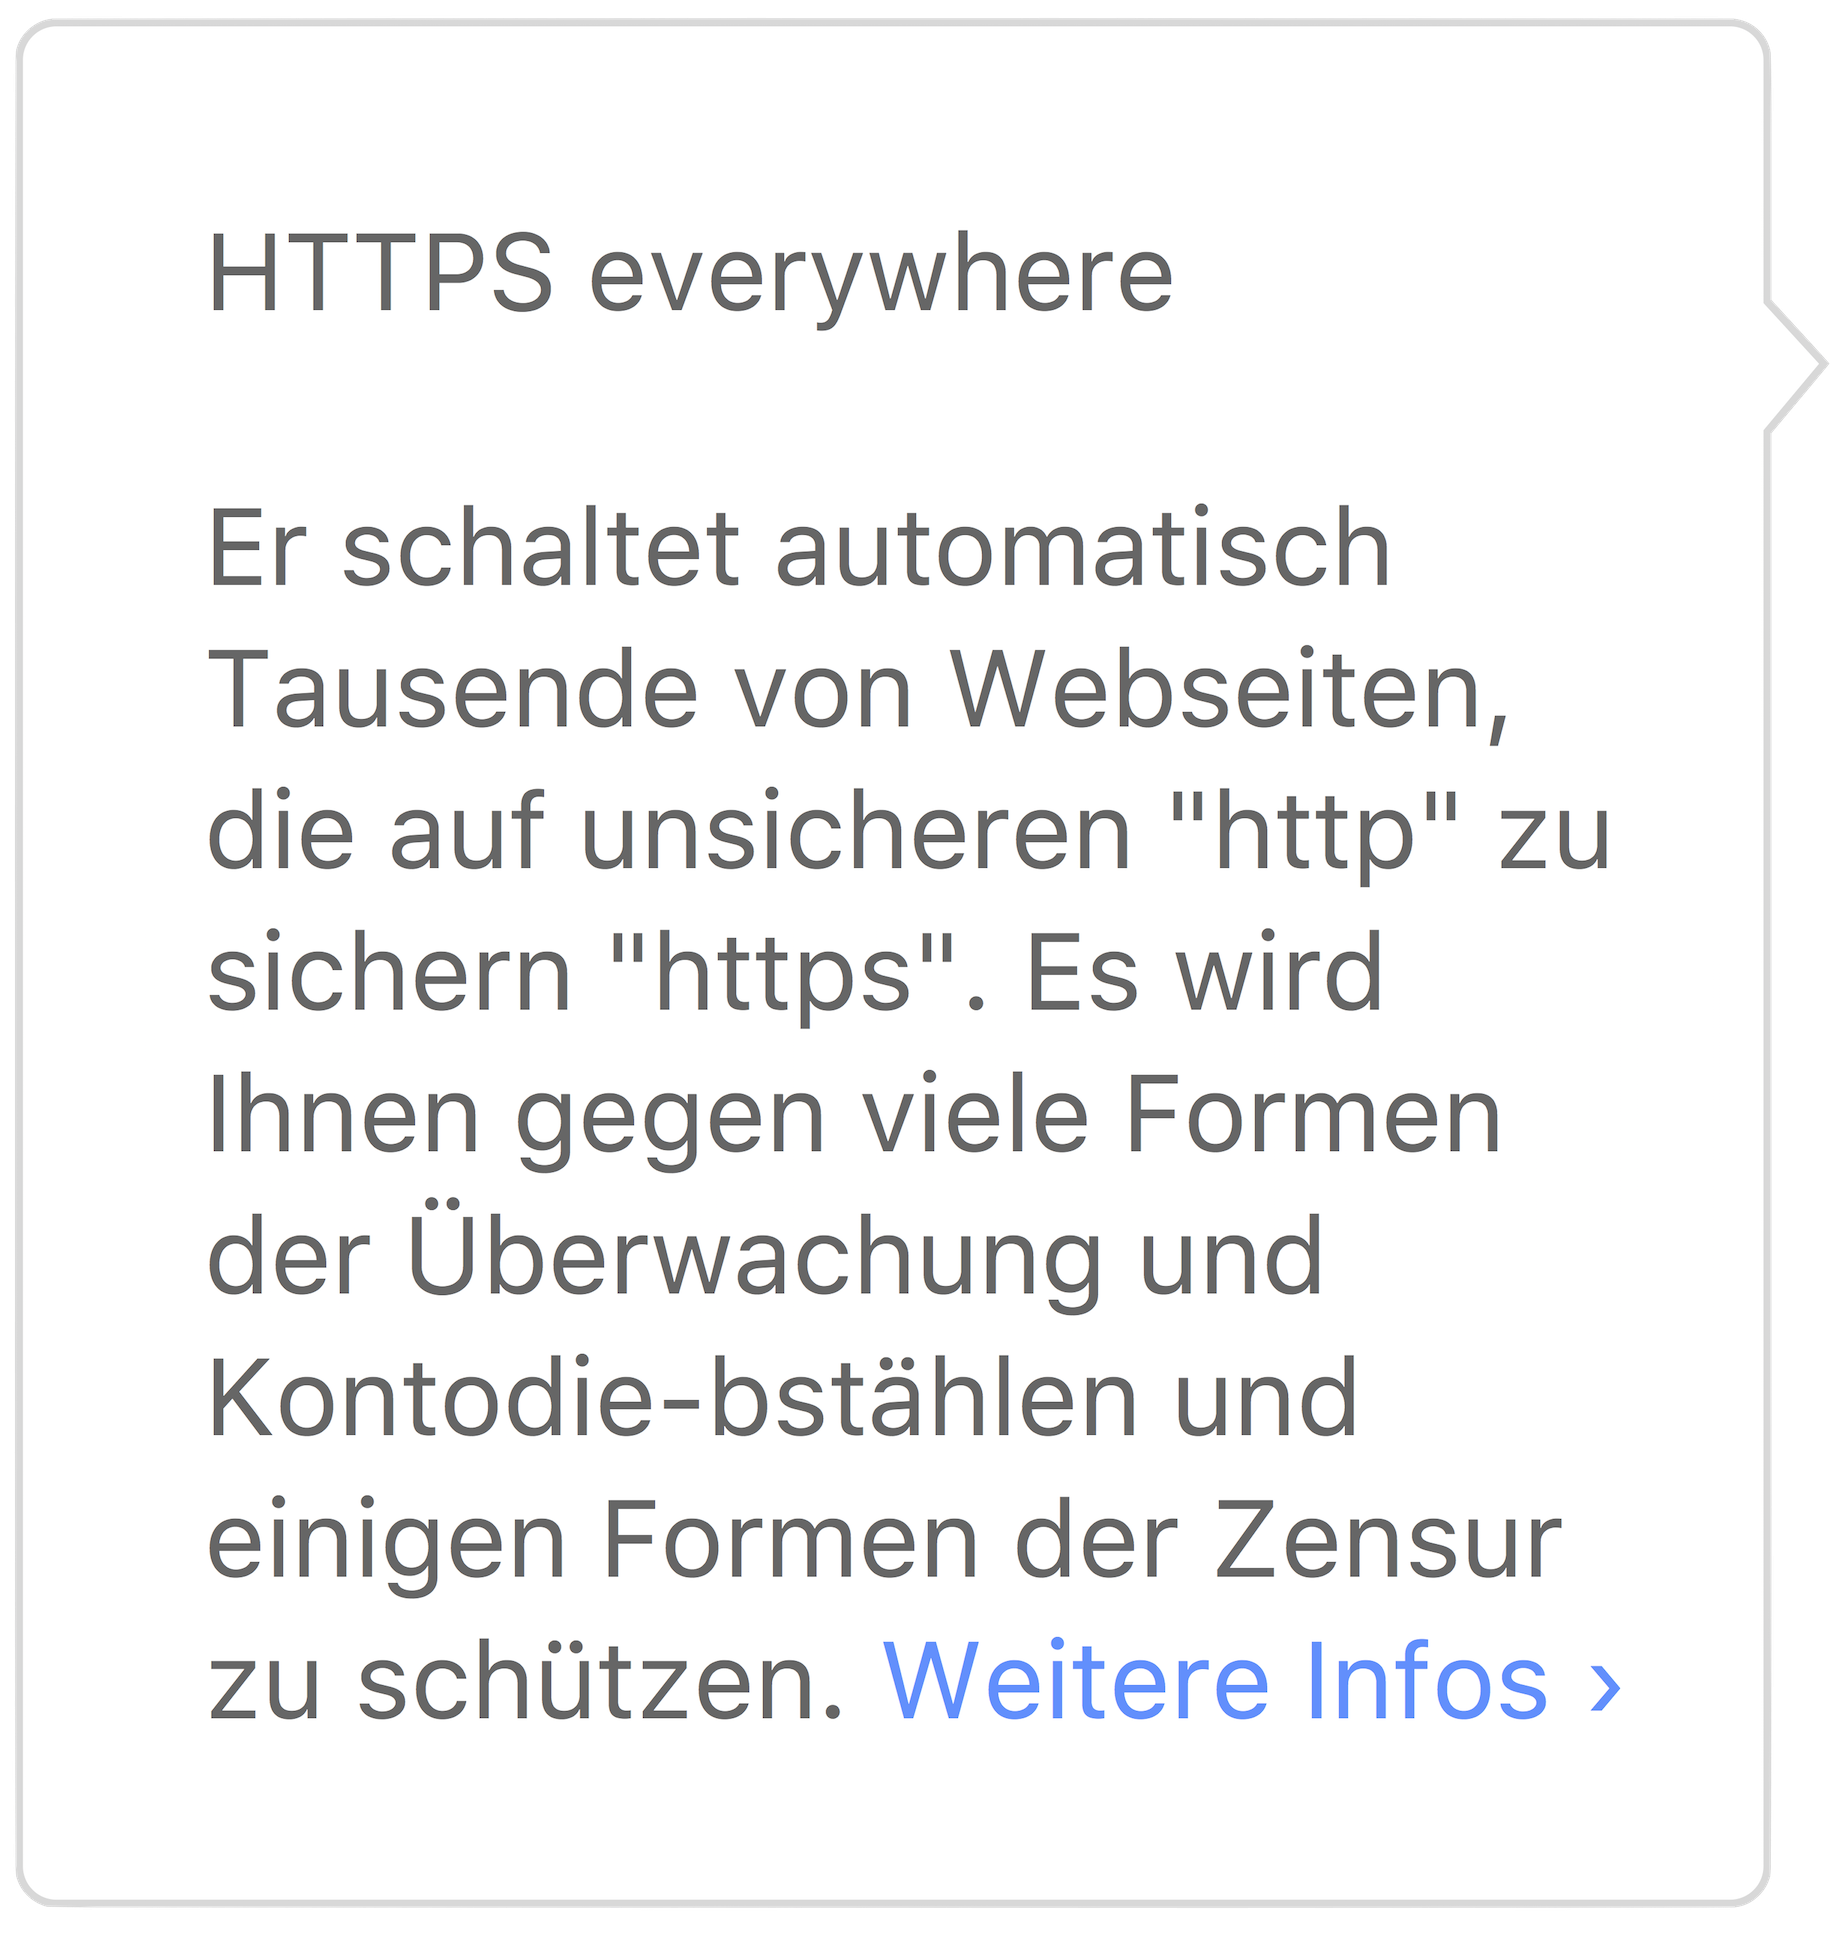 HTTPS everywhere
Er schaltet automatisch
Tausende von Webseiten,
die auf unsicheren "http" zu
sichern "https". Es wird
Ihnen gegen viele Formen
der Überwachung und
Kontodie-bstählen und
einigen Formen der Zensur
zu schützen. Weitere Infos ›